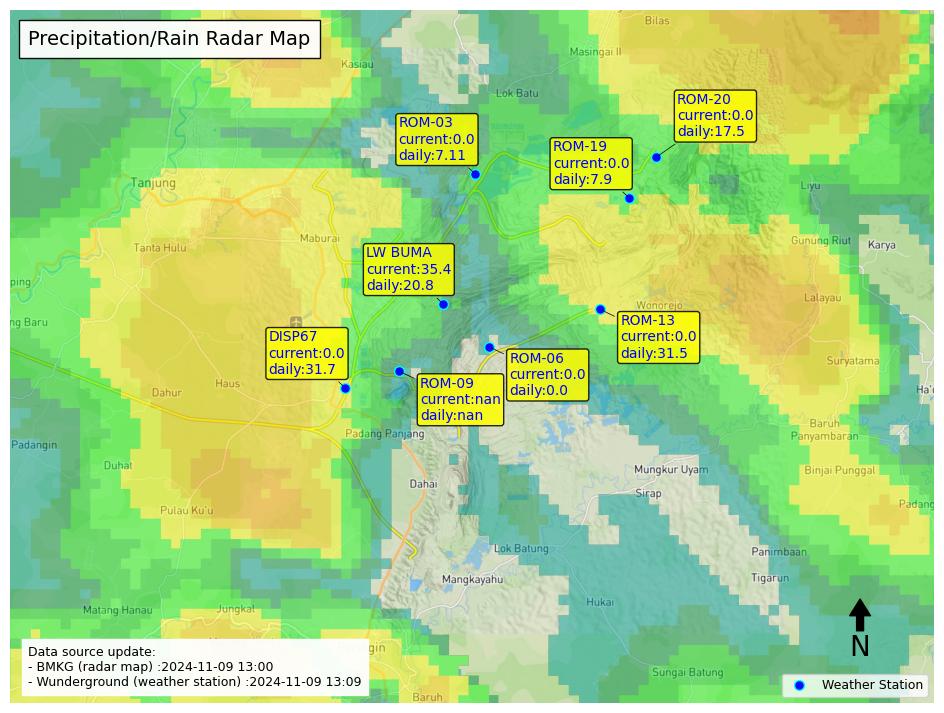 Precipitation/Rain Radar Map
Bilas
Masingai II
Kasiau
Lok Batu
ROM-20
current:0.0
daily:17.5
ROM-03
current:0.0
daily:7.11
ROM-19
current:0.0
daily:7.9
Tanjung
Liyu
Tanta Hulu
Maburai
Gunung Riut
Karya
LW BUMA
current:35.4
daily:20.8
ping
Lalayau
Wonorejo
ng Baru
ROM-13
current:0.0
daily:31.5
DISP67
current:0.0
daily:31.7
ROM-06
current:0.0
daily:0.0
Suryatama
Haus
Dahur
ROM-09
current:nan
daily:nan
Padang Panjang
Baruh
Panyambaran
Padangin
Duhat
Mungkur Uyam
Binjai Punggal
Dahai
Sirap
Padang
Pulau Ku'u
Lok Batung
Panimbaan
Mangkayahu
Tigarun
Hukai
Matang Hanau
Jungkal
Data source update:
- BMKG (radar map) :2024-11-09 13:00
- Wunderground (weather station) :2024-11-09 13:09
N
Sungai Batung
Weather Station
Baruh